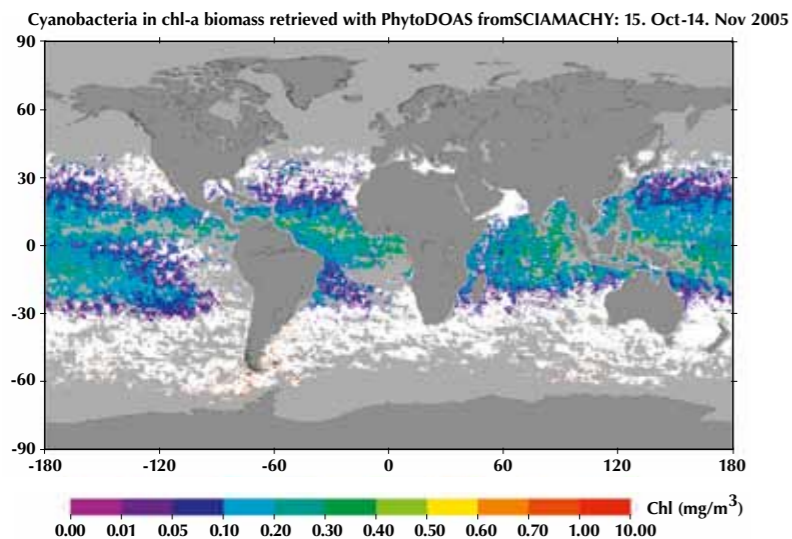 Cyanobacteria in chl-a biomass retrieved with PhytoDOAS fromSCIAMACHY: 15. Oct-14. Nov 2005
90
60
30
0
-30
-60
-90
-180 -120 -60 0 60 120 180
Chl (mg/m³)
0.00 0.01 0.05 0.10 0.20 0.30 0.40 0.50 0.60 0.70 1.00 10.00